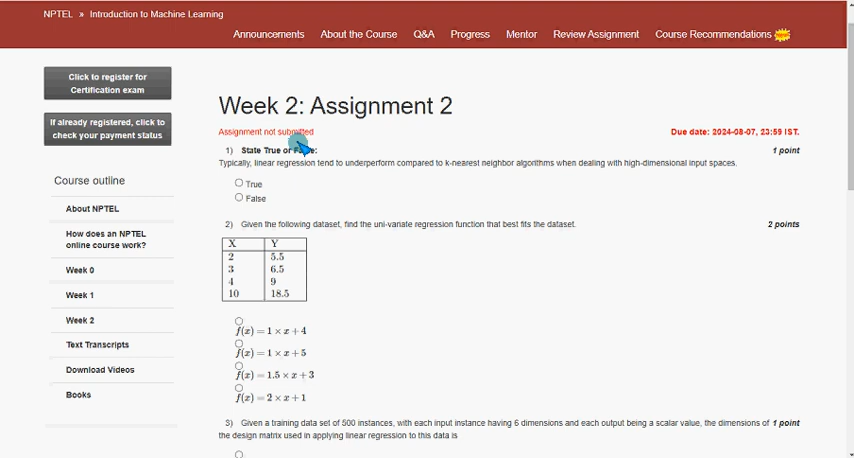 NPTEL » Introduction to Machine Learning
Announcements About the Course Q&A Progress Mentor Review Assignment Course Recommendations
Click to register for
Certification exam
If already registered, click to
check your payment status
Course outline
About NPTEL
How does an NPTEL
online course work?
Week 0
Week 1
Week 2
Text Transcripts
Download Videos
Books
Week 2: Assignment 2
Assignment not submitted Due date: 2024-08-07, 23:59 IST.
1) State True or False: 1 point
Typically, linear regression tend to underperform compared to k-nearest neighbor algorithms when dealing with high-dimensional input spaces.
True
False
2) Given the following dataset, find the uni-variate regression function that best fits the dataset. 2 points
X Y
2 5.5
3 6.5
4 9
10 18.5
f(x) = 1 × x + 4
f(x) = 1 × x + 5
f(x) = 1.5 × x + 3
f(x) = 2 × x + 1
3) Given a training data set of 500 instances, with each input instance having 6 dimensions and each output being a scalar value, the dimensions of 1 point
the design matrix used in applying linear regression to this data is